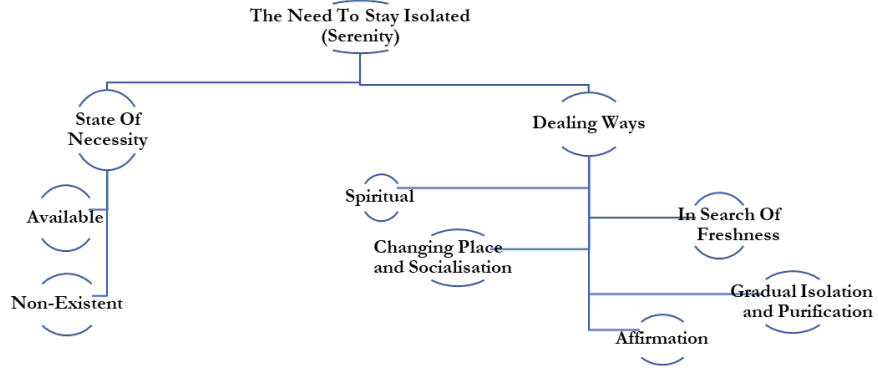 The Need To Stay Isolated
(Serenity)
State Of
Necessity
Available
Non-Existent
Dealing Ways
Spiritual
In Search Of
Freshness
Changing Place
and Socialisation
Gradual Isolation
and Purification
Affirmation